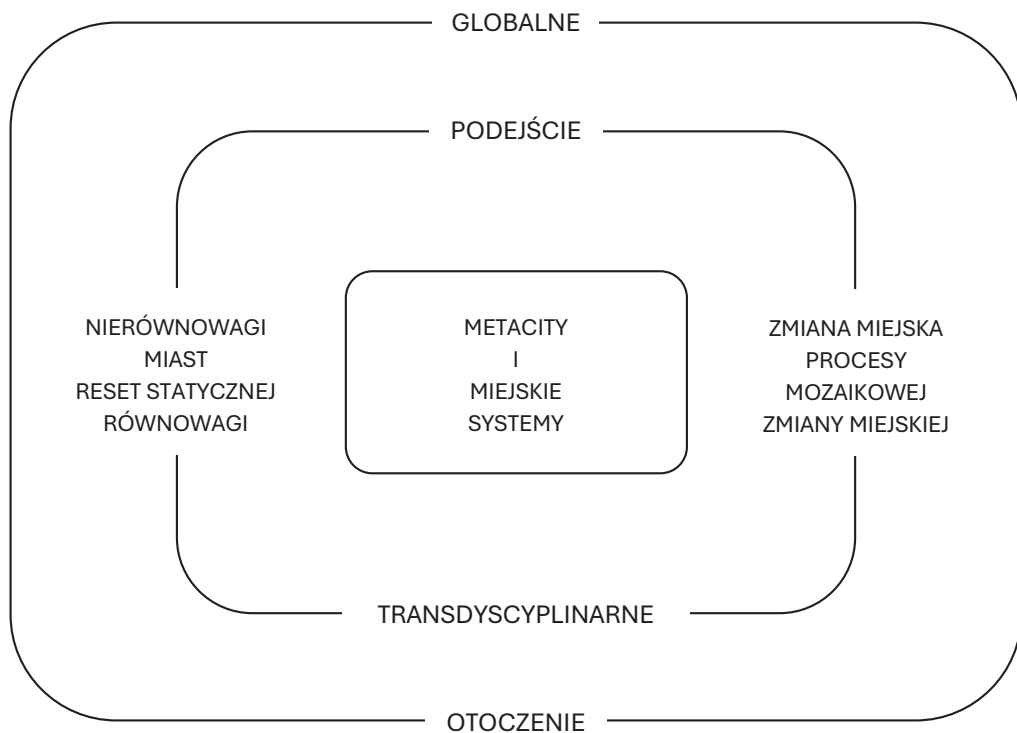 GLOBALNE
PODEJŚCIE
NIERÓWNOWAGI
MIAST
RESET STATYCZNEJ
RÓWNOWAGI
METACITY
I
MIEJSKIE
SYSTEMY
ZMIANA MIEJSKA
PROCESY
MOZAIKOWEJ
ZMIANY MIEJSKIEJ
TRANSDYSCYPLINARNE
OTOCZENIE